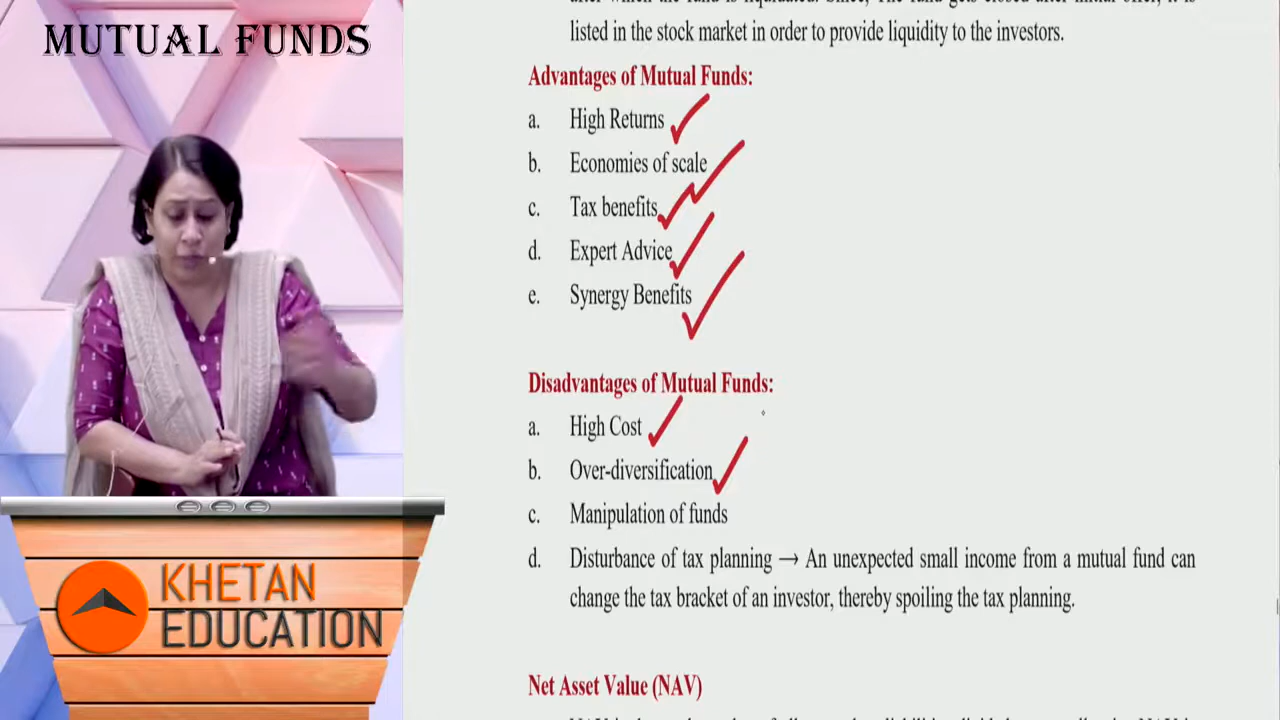 MUTUAL FUNDS
listed in the stock market in order to provide liquidity to the investors.
Advantages of Mutual Funds:
a. High Returns
b. Economies of scale
c. Tax benefits
d. Expert Advice
e. Synergy Benefits
Disadvantages of Mutual Funds:
a. High Cost
b. Over-diversification
c. Manipulation of funds
d. Disturbance of tax planning → An unexpected small income from a mutual fund can
change the tax bracket of an investor, thereby spoiling the tax planning.
Net Asset Value (NAV)
KHETAN
EDUCATION